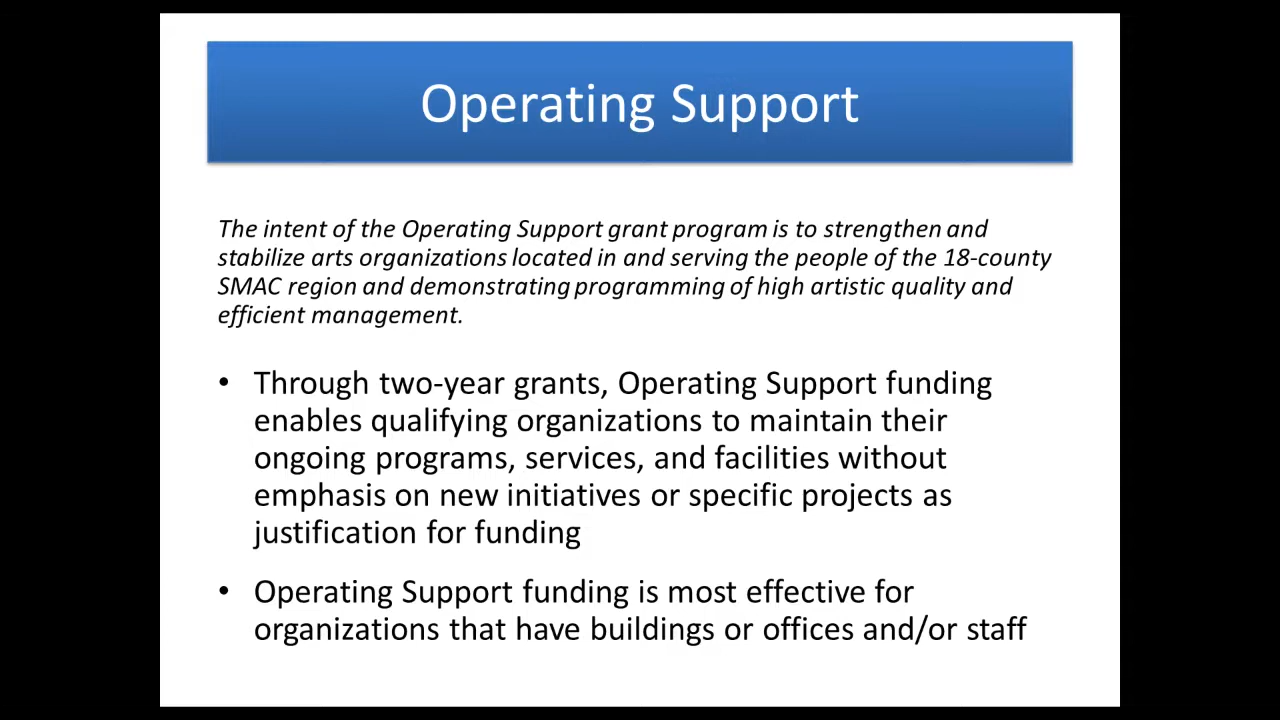 Operating Support
The intent of the Operating Support grant program is to strengthen and
stabilize arts organizations located in and serving the people of the 18-county
SMAC region and demonstrating programming of high artistic quality and
efficient management.
• Through two-year grants, Operating Support funding
enables qualifying organizations to maintain their
ongoing programs, services, and facilities without
emphasis on new initiatives or specific projects as
justification for funding
• Operating Support funding is most effective for
organizations that have buildings or offices and/or staff